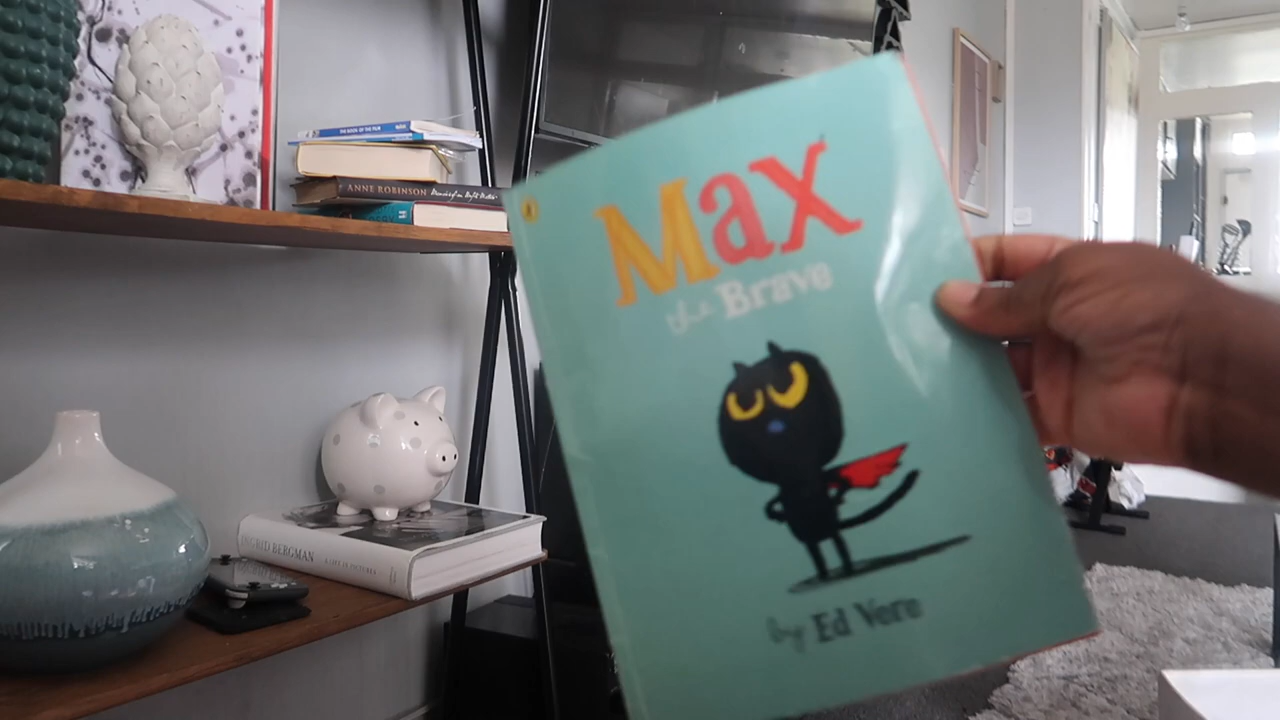 THE BOOK OF THE FILM
ANNE ROBINSON
Max
the Brave
INGRID BERGMAN
A LIFE IN PICTURES
by Ed Vere